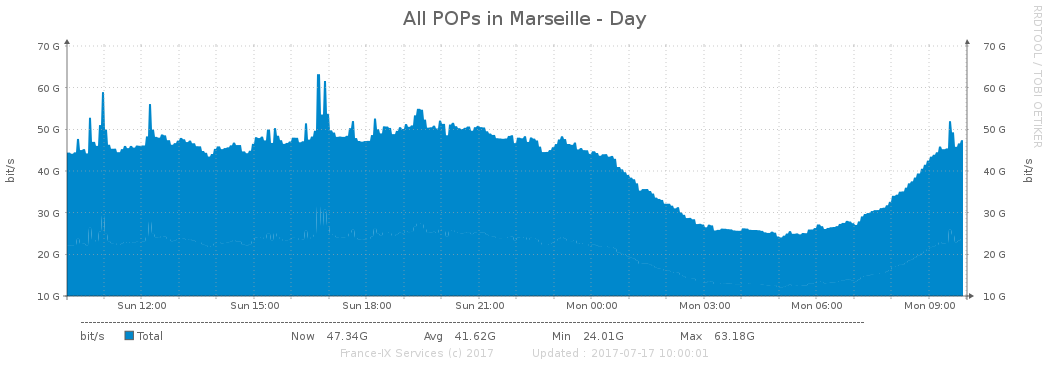 All POPs in Marseille - Day
RRDTOOL / TOBI OETIKER
70 G 70 G
60 G 60 G
50 G 50 G
40 G 40 G
30 G 30 G
20 G 20 G
10 G 10 G
bit/s bit/s
Sun 12:00 Sun 15:00 Sun 18:00 Sun 21:00 Mon 00:00 Mon 03:00 Mon 06:00 Mon 09:00
bit/s Total Now 47.34G Avg 41.62G Min 24.01G Max 63.18G
France-IX Services (c) 2017 Updated : 2017-07-17 10:00:01